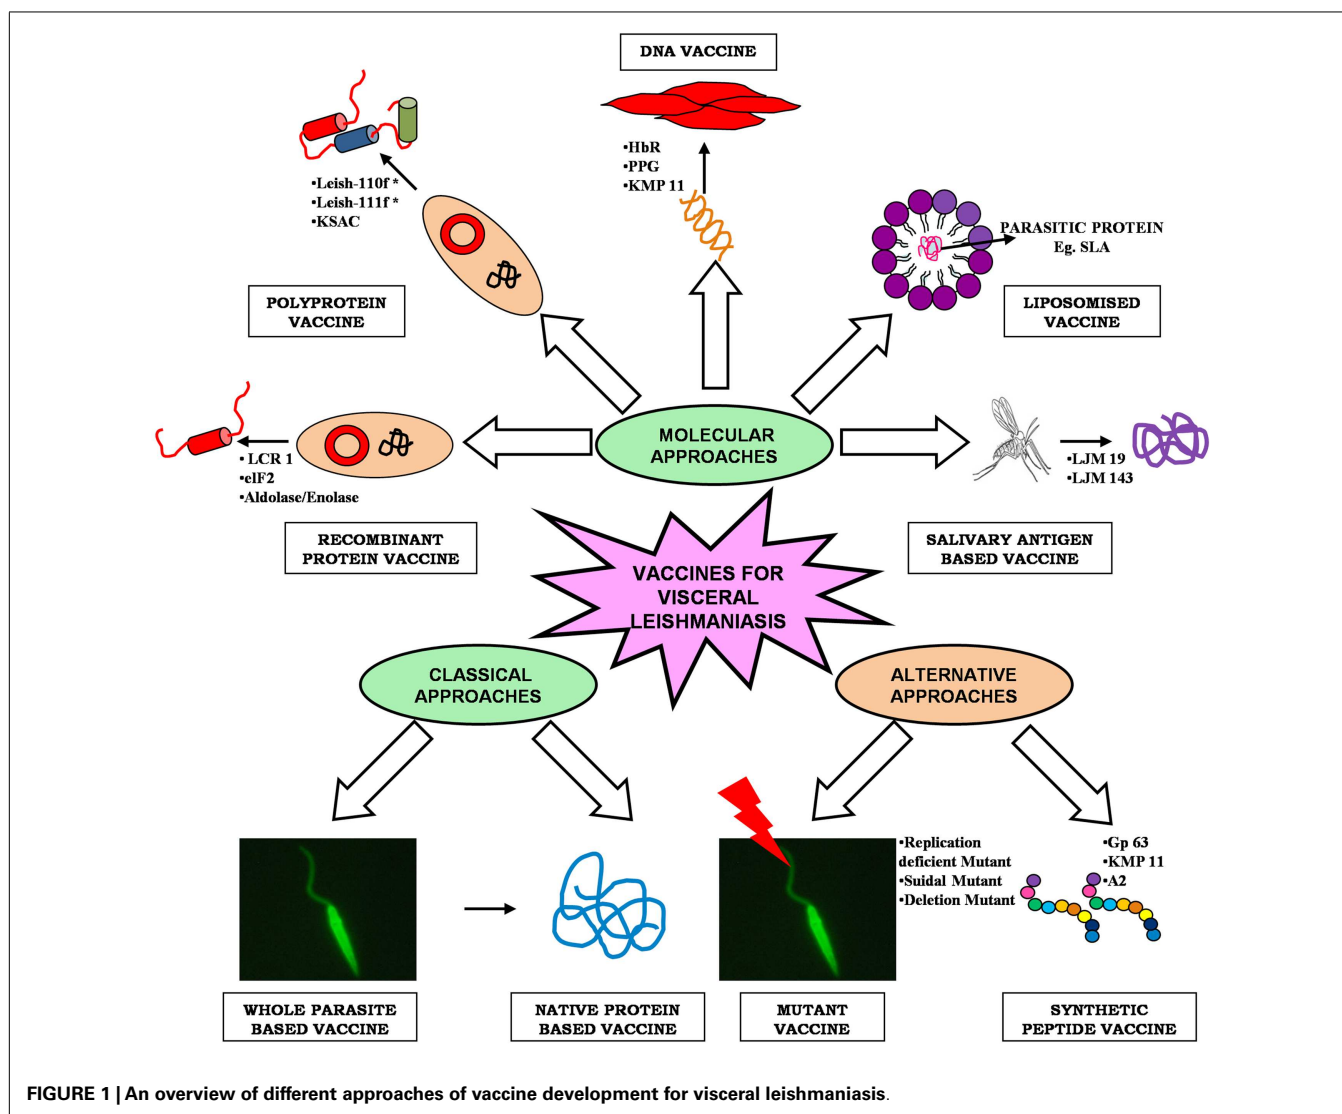 DNA VACCINE
•HbR
•PPG
•KMP 11
•Leish-110f *
•Leish-111f *
•KSAC
POLYPROTEIN
VACCINE
PARASITIC PROTEIN
Eg. SLA
LIPOSOMISED
VACCINE
MOLECULAR
APPROACHES
• LCR 1
•eIF2
•Aldolase/Enolase
RECOMBINANT
PROTEIN VACCINE
•LJM 19
•LJM 143
SALIVARY ANTIGEN
BASED VACCINE
VACCINES FOR
VISCERAL
LEISHMANIASIS
CLASSICAL
APPROACHES
ALTERNATIVE
APPROACHES
•Replication
deficient Mutant
•Suidal Mutant
•Deletion Mutant
•Gp 63
•KMP 11
•A2
WHOLE PARASITE
BASED VACCINE
NATIVE PROTEIN
BASED VACCINE
MUTANT
VACCINE
SYNTHETIC
PEPTIDE VACCINE
FIGURE 1 | An overview of different approaches of vaccine development for visceral leishmaniasis.